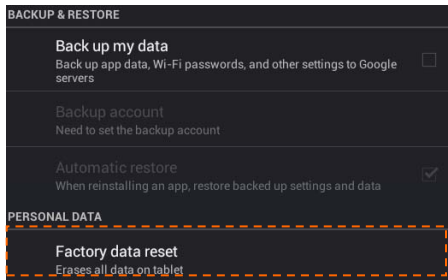 BACKUP & RESTORE
Back up my data
Back up app data, Wi-Fi passwords, and other settings to Google
servers
Backup account
Need to set the backup account
Automatic restore
When reinstalling an app, restore backed up settings and data
PERSONAL DATA
Factory data reset
Erases all data on tablet